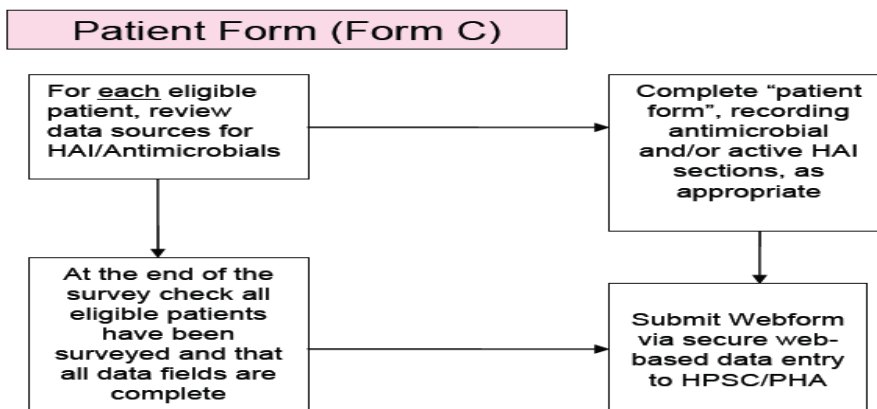 Patient Form (Form C)
For each eligible
patient, review
data sources for
HAI/Antimicrobials
Complete “patient
form”, recording
antimicrobial
and/or active HAI
sections, as
appropriate
At the end of the
survey check all
eligible patients
have been
surveyed and that
all data fields are
complete
Submit Webform
via secure web-
based data entry
to HPSC/PHA